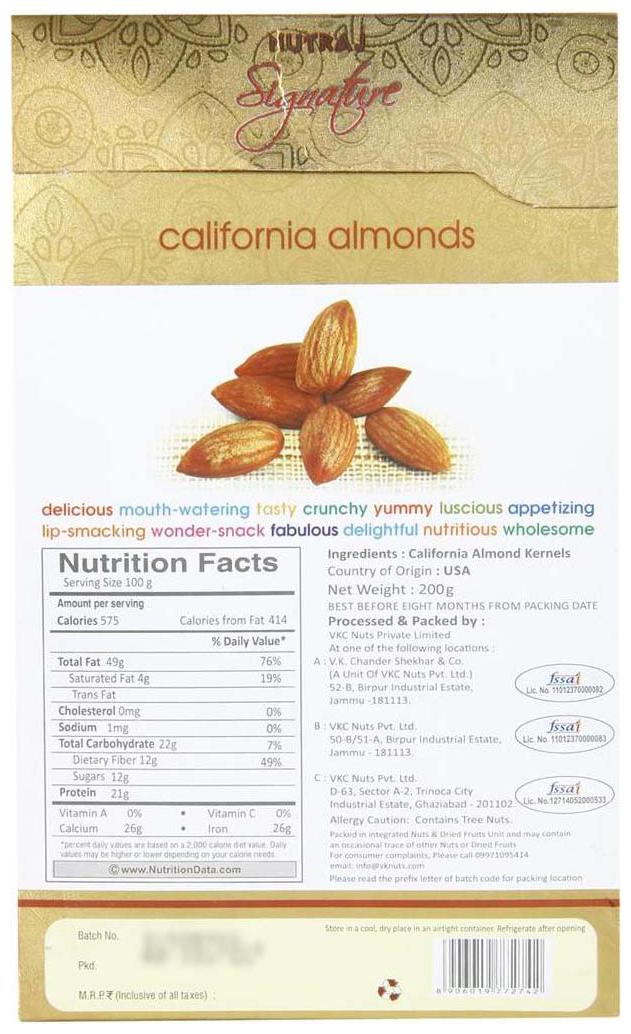 NUTRAJ
Signature
california almonds
delicious mouth-watering tasty crunchy yummy luscious appetizing
lip-smacking wonder-snack fabulous delightful nutritious wholesome
Nutrition Facts
Serving Size 100 g
Amount per serving
Calories 575 Calories from Fat 414
% Daily Value*
Total Fat 49g 76%
Saturated Fat 4g 19%
Trans Fat
Cholesterol 0mg 0%
Sodium 1mg 0%
Total Carbohydrate 22g 7%
Dietary Fiber 12g 49%
Sugars 12g
Protein 21g
Vitamin A 0% • Vitamin C 0%
Calcium 26g • Iron 26g
*percent daily values are based on a 2,000 calorie diet value. Daily
values may be higher or lower depending on your calorie needs.
© www.NutritionData.com
Ingredients : California Almond Kernels
Country of Origin : USA
Net Weight : 200g
BEST BEFORE EIGHT MONTHS FROM PACKING DATE
Processed & Packed by :
VKC Nuts Private Limited
At one of the following locations :
A : V.K. Chander Shekhar & Co.
(A Unit Of VKC Nuts Pvt. Ltd.)
52-B, Birpur Industrial Estate,
Jammu -181113.
fssai
Lic. No. 11012370000082
B : VKC Nuts Pvt. Ltd.
50-B/51-A, Birpur Industrial Estate,
Jammu - 181113.
fssai
Lic. No. 11012370000083
C : VKC Nuts Pvt. Ltd.
D-63, Sector A-2, Trinoca City
Industrial Estate, Ghaziabad - 201102.
fssai
Lic. No.12714052000533
Allergy Caution: Contains Tree Nuts.
Packed in integrated Nuts & Dried Fruits Unit and may contain
an occasional trace of other Nuts or Dried Fruits
For consumer complaints, Please call 09971095414
email: info@vknuts.com
Please read the prefix letter of batch code for packing location
Store in a cool, dry place in an airtight container. Refrigerate after opening
Batch No.
Pkd.
M.R.P.₹ (Inclusive of all taxes) :
8 906019 772742